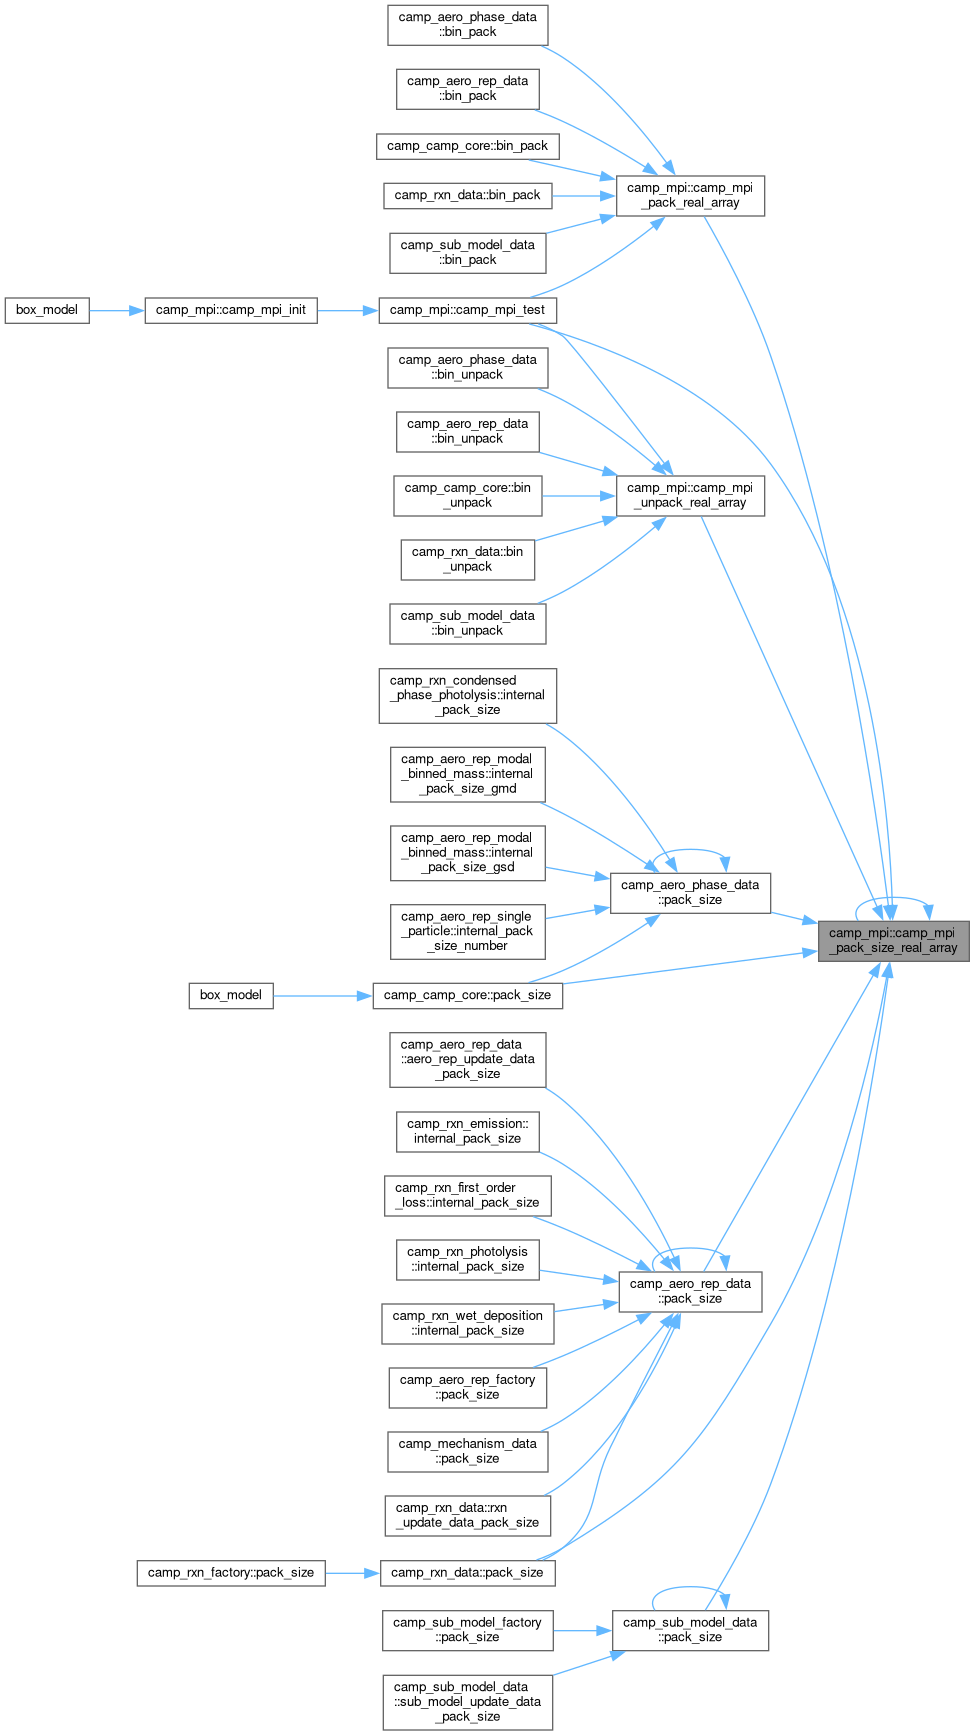 camp_aero_phase_data
::bin_pack
camp_aero_rep_data
::bin_pack
camp_camp_core::bin_pack
camp_mpi::camp_mpi
_pack_real_array
camp_rxn_data::bin_pack
camp_sub_model_data
::bin_pack
box_model
camp_mpi::camp_mpi_init
camp_mpi::camp_mpi_test
camp_aero_phase_data
::bin_unpack
camp_aero_rep_data
::bin_unpack
camp_camp_core::bin
_unpack
camp_mpi::camp_mpi
_unpack_real_array
camp_rxn_data::bin
_unpack
camp_sub_model_data
::bin_unpack
camp_rxn_condensed
_phase_photolysis::internal
_pack_size
camp_aero_rep_modal
_binned_mass::internal
_pack_size_gmd
camp_aero_rep_modal
_binned_mass::internal
_pack_size_gsd
camp_aero_phase_data
::pack_size
camp_aero_rep_single
_particle::internal_pack
_size_number
camp_mpi::camp_mpi
_pack_size_real_array
box_model
camp_camp_core::pack_size
camp_aero_rep_data
::aero_rep_update_data
_pack_size
camp_rxn_emission::
internal_pack_size
camp_rxn_first_order
_loss::internal_pack_size
camp_rxn_photolysis
::internal_pack_size
camp_aero_rep_data
::pack_size
camp_rxn_wet_deposition
::internal_pack_size
camp_aero_rep_factory
::pack_size
camp_mechanism_data
::pack_size
camp_rxn_data::rxn
_update_data_pack_size
camp_rxn_factory::pack_size
camp_rxn_data::pack_size
camp_sub_model_factory
::pack_size
camp_sub_model_data
::pack_size
camp_sub_model_data
::sub_model_update_data
_pack_size